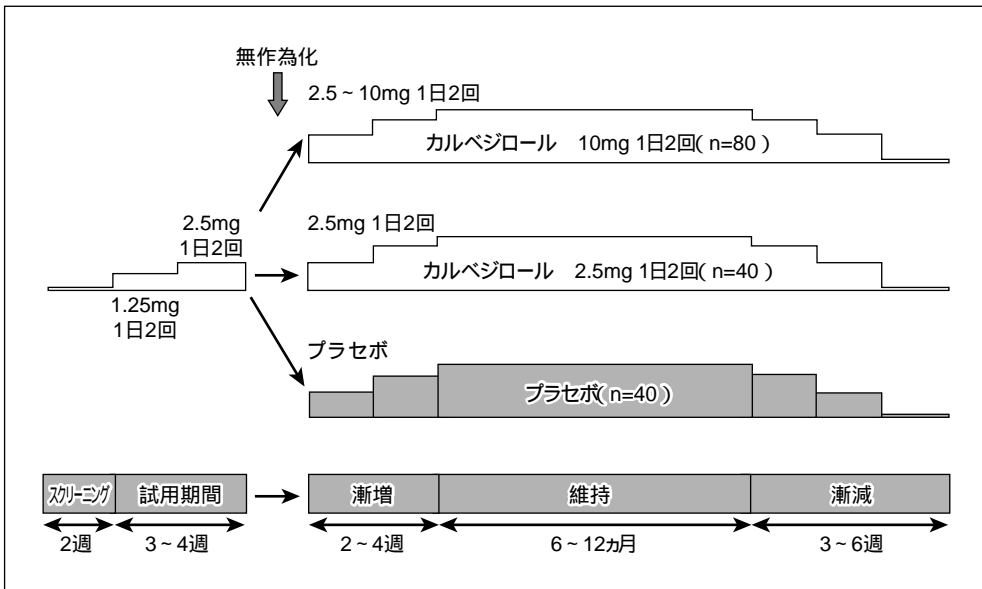 無作為化
2.5~10mg 1日2回
カルベジロール 10mg 1日2回(n=80)
2.5mg
1日2回
2.5mg 1日2回
カルベジロール 2.5mg 1日2回(n=40)
1.25mg
1日2回
プラセボ
プラセボ(n=40)
スクリーニング 試用期間 漸増 維持 漸減
2週 3~4週 2~4週 6~12ヵ月 3~6週